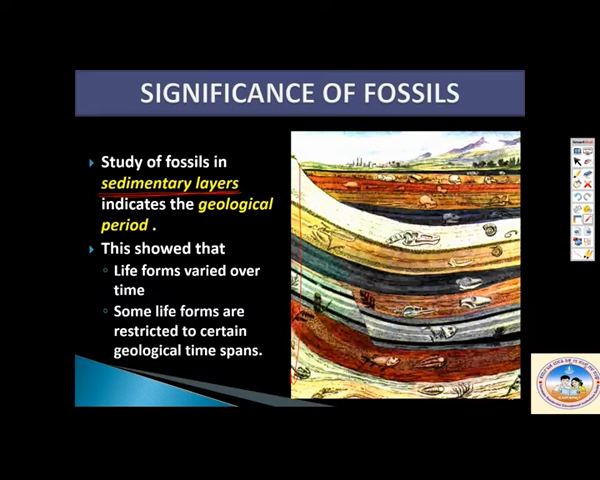 SIGNIFICANCE OF FOSSILS
Study of fossils in
sedimentary layers
indicates the geological
period .
This showed that
Life forms varied over
time
Some life forms are
restricted to certain
geological time spans.